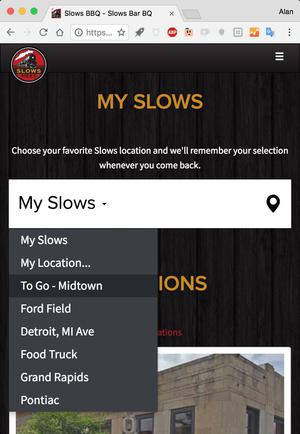 Slows BBQ - Slows Bar BQ
Alan
https...
ABP
SLOWS
MY SLOWS
Choose your favorite Slows location and we'll remember your selection
whenever you come back.
My Slows
My Slows
My Location...
To Go - Midtown
IONS
Ford Field
Detroit, MI Ave
ations
Food Truck
Grand Rapids
Pontiac